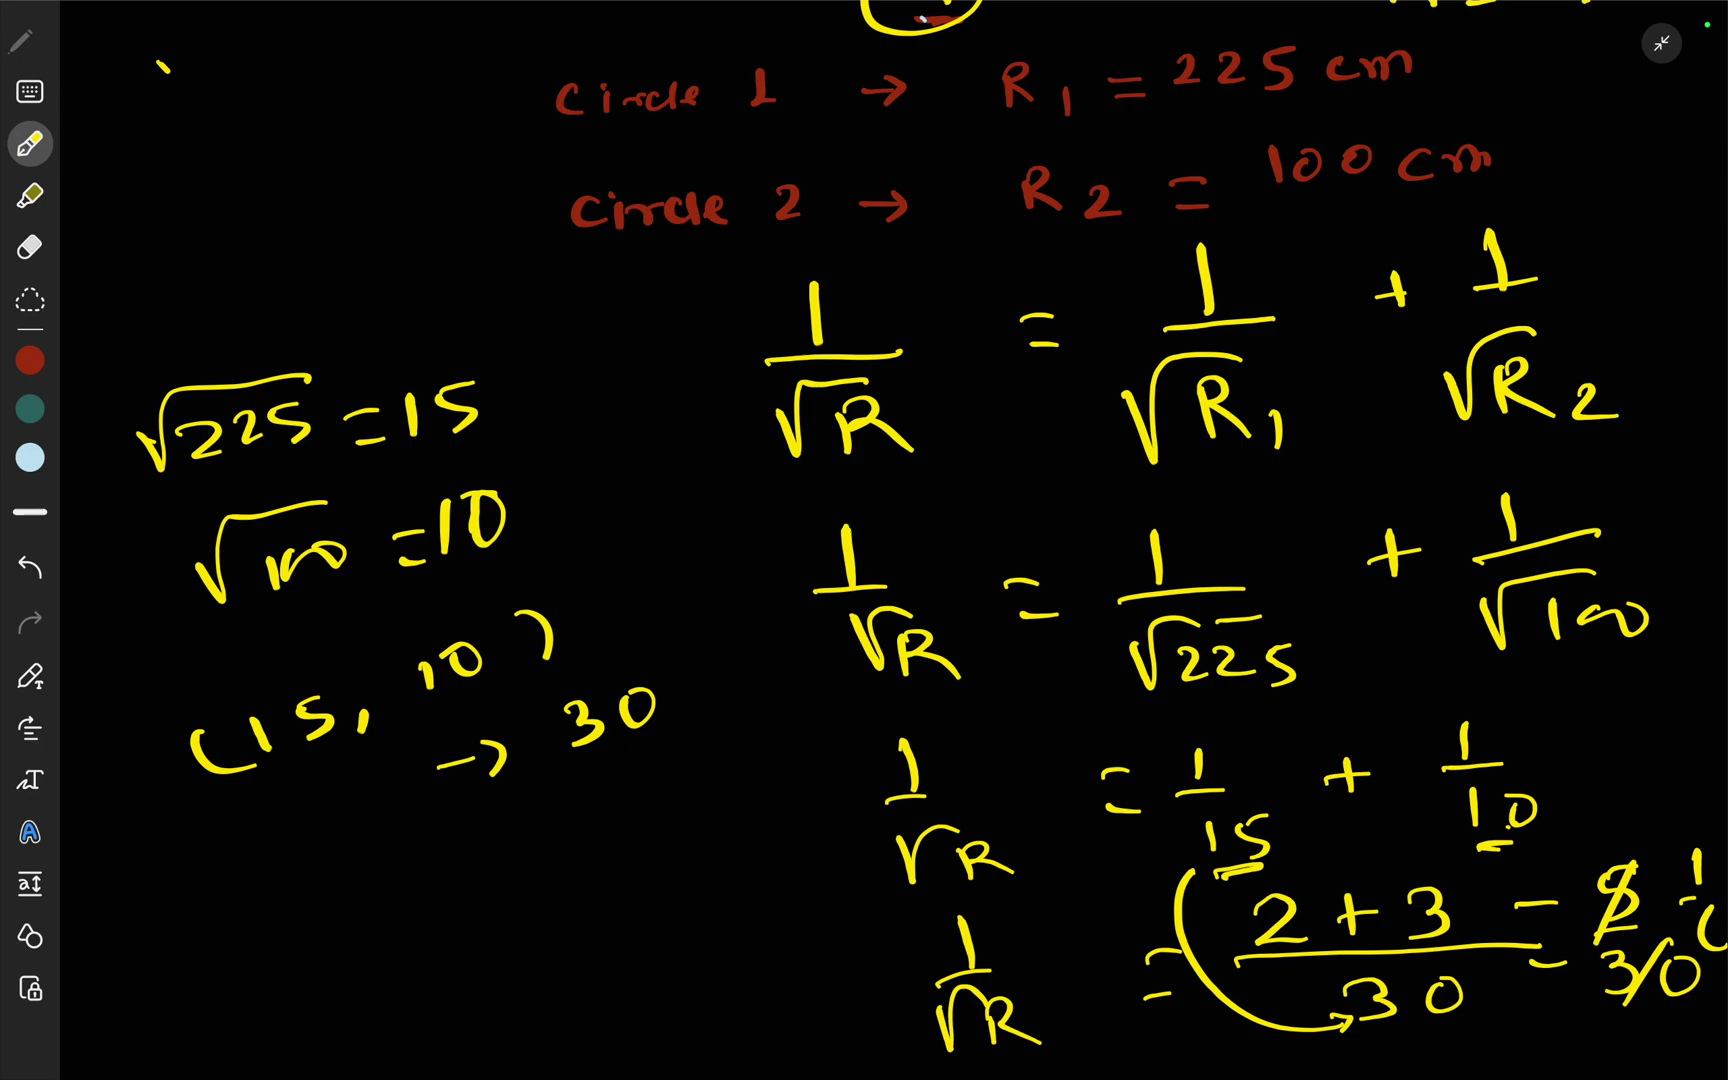 Circle 1 → R₁ = 225 cm
Circle 2 → R₂ = 100 cm
1/√R = 1/√R₁ + 1/√R₂
√225 = 15
√100 = 10
1/√R = 1/√225 + 1/√100
(15, 10) → 30
1/√R = 1/15 + 1/10
1/√R = (2 + 3)/30 = 5/30